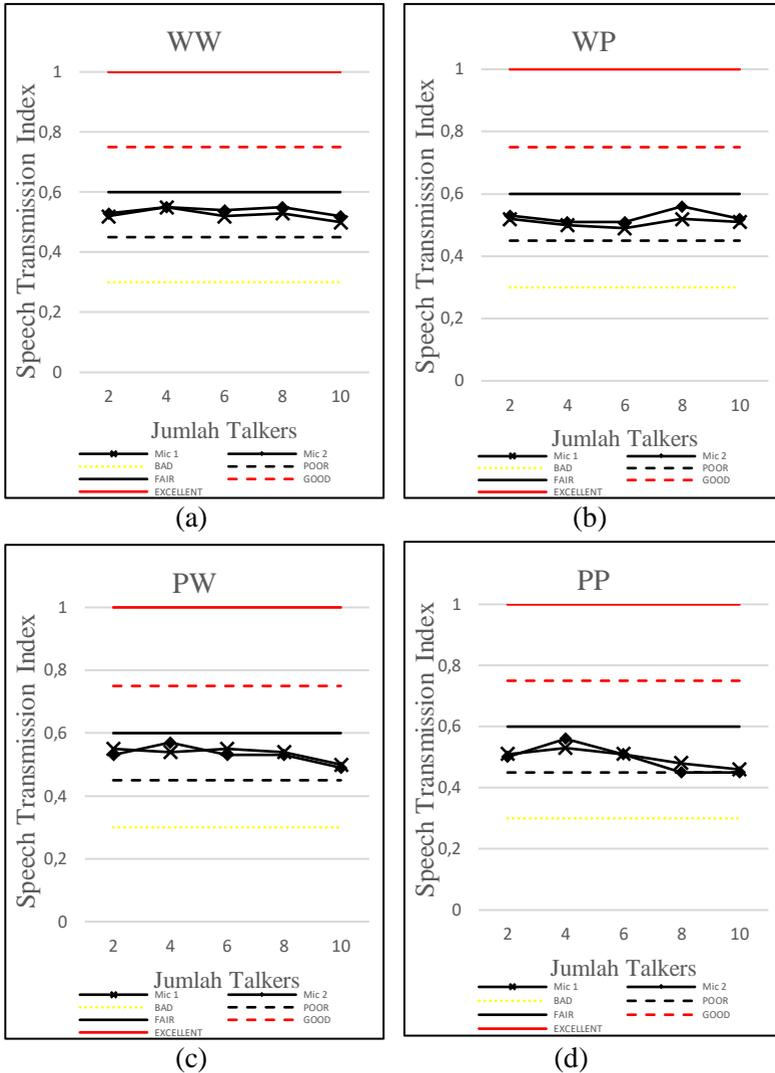 WW
Speech Transmission Index
1
0,8
0,6
0,4
0,2
0
2 4 6 8 10
Jumlah Talkers
Mic 1 Mic 2
BAD POOR
FAIR GOOD
EXCELLENT
(a)
WP
Speech Transmission Index
1
0,8
0,6
0,4
0,2
0
2 4 6 8 10
Jumlah Talkers
Mic 1 Mic 2
BAD POOR
FAIR GOOD
EXCELLENT
(b)
PW
Speech Transmission Index
1
0,8
0,6
0,4
0,2
0
2 4 6 8 10
Jumlah Talkers
Mic 1 Mic 2
BAD POOR
FAIR GOOD
EXCELLENT
(c)
PP
Speech Transmission Index
1
0,8
0,6
0,4
0,2
0
2 4 6 8 10
Jumlah Talkers
Mic 1 Mic 2
BAD POOR
FAIR GOOD
EXCELLENT
(d)